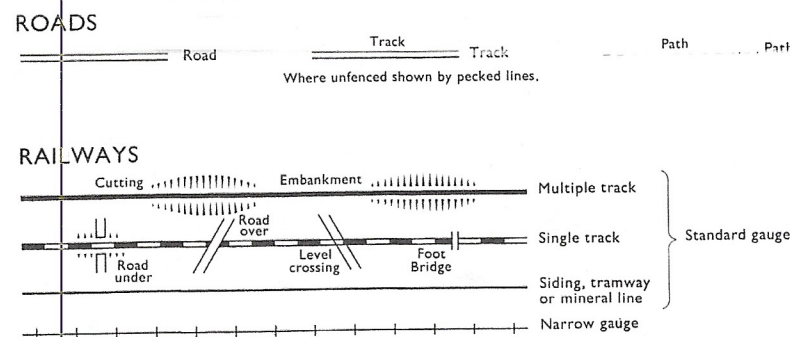 ROADS
Road
Track
Track
Path
Path
Where unfenced shown by pecked lines.
RAILWAYS
Cutting
Embankment
Multiple track
Road
over
Single track
Standard gauge
Road
under
Level
crossing
Foot
Bridge
Siding, tramway
or mineral line
Narrow gauge